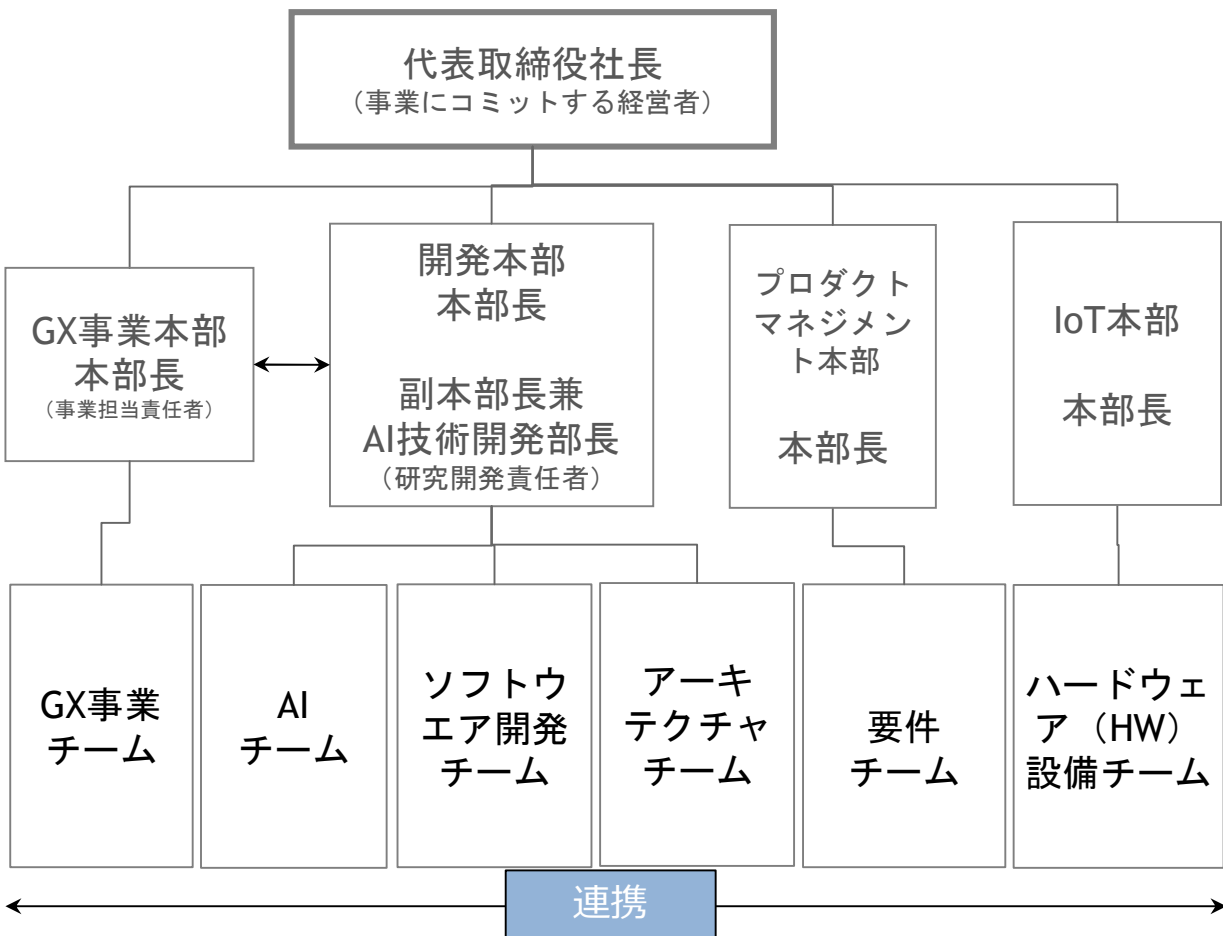 代表取締役社長
（事業にコミットする経営者）
GX事業本部
本部長
（事業担当責任者）
開発本部
本部長
副本部長兼
AI技術開発部長
（研究開発責任者）
プロダクト
マネジメン
ト本部
本部長
IoT本部
本部長
GX事業
チーム
AI
チーム
ソフトウ
エア開発
チーム
アーキ
テクチャ
チーム
要件
チーム
ハードウェ
ア（HW）
設備チーム
連携